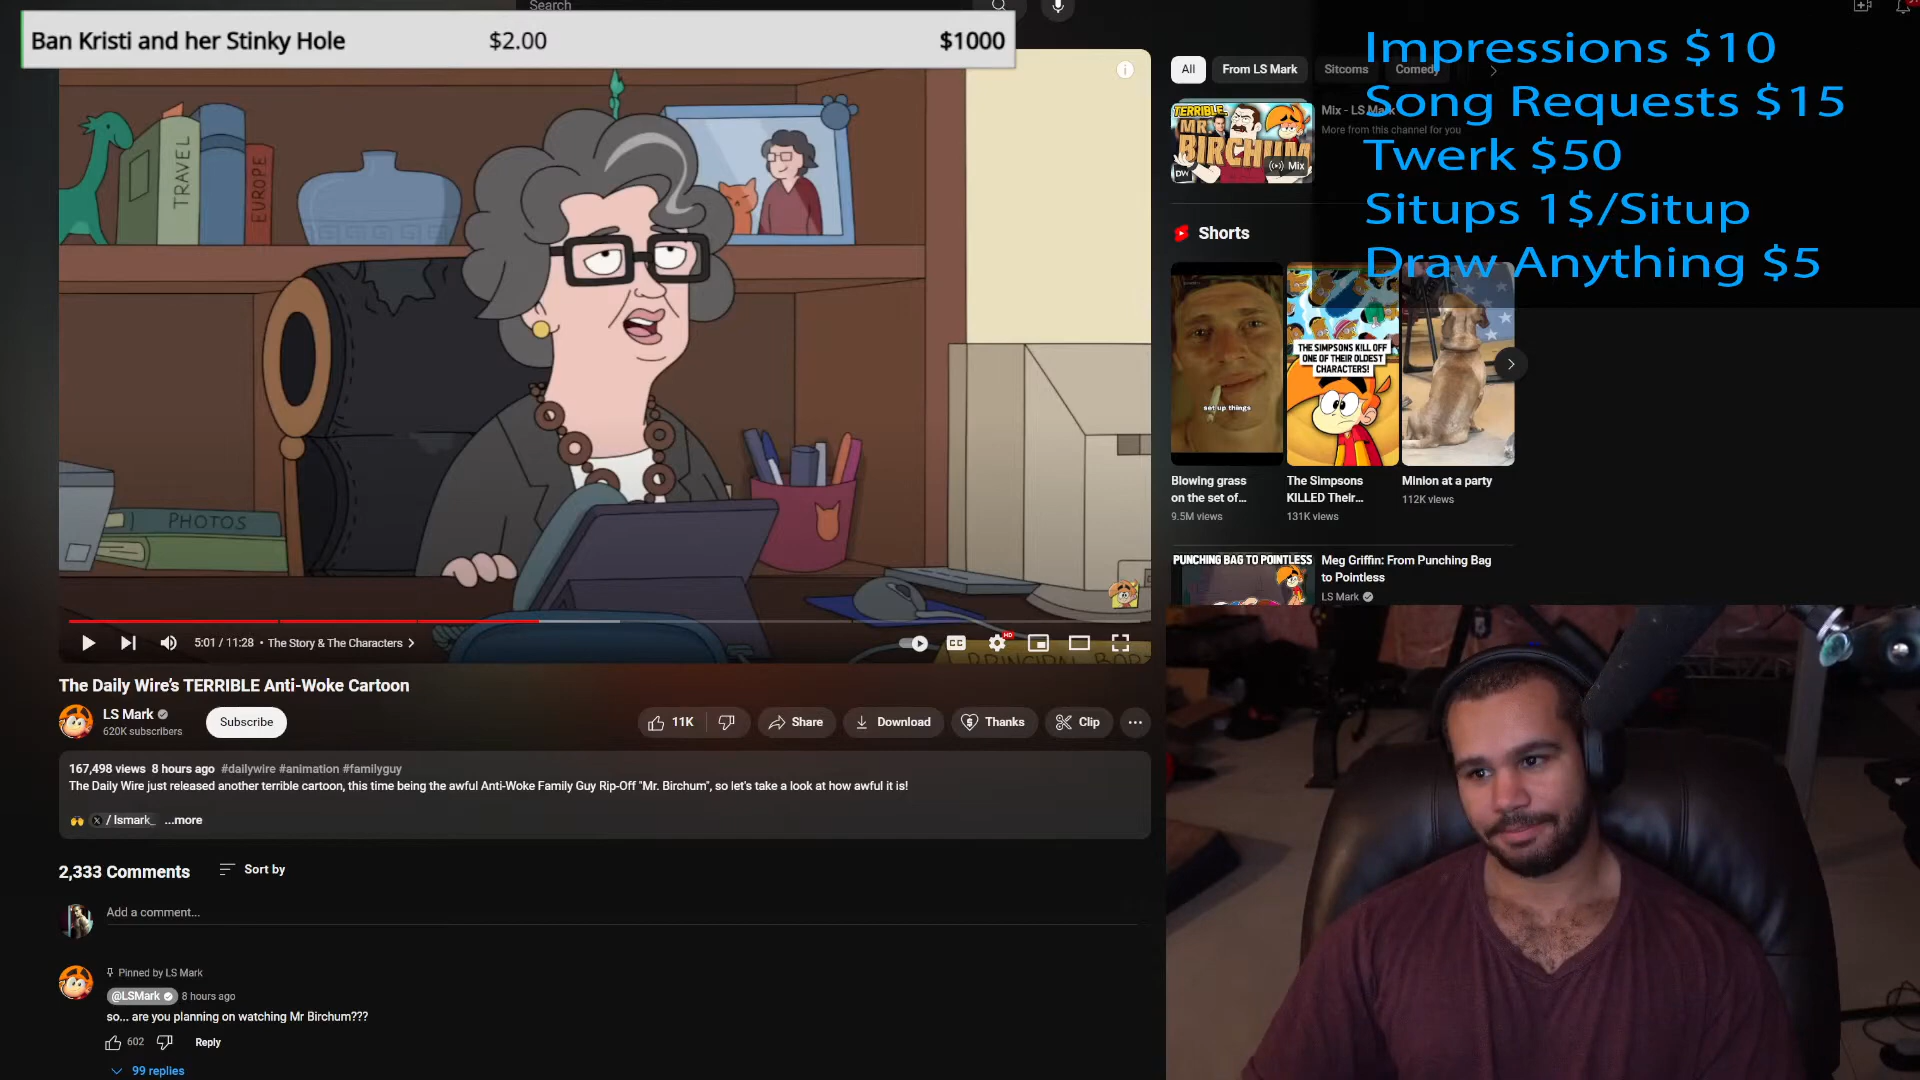 Search
Ban Kristi and her Stinky Hole $2.00 $1000
Impressions $10
Song Requests $15
Twerk $50
Situps 1$/Situp
Draw Anything $5
All
From LS Mark
Sitcoms
Comedy
TRAVEL
EUROPE
PHOTOS
TERRIBLE
MR
BIRCHUM
DW
Mix
Mix - LS Mark
More from this channel for you
Shorts
set up things
THE SIMPSONS KILL OFF
ONE OF THEIR OLDEST
CHARACTERS!
Blowing grass
on the set of...
9.5M views
The Simpsons
KILLED Their...
131K views
Minion at a party
112K views
PUNCHING BAG TO POINTLESS
Meg Griffin: From Punching Bag
to Pointless
LS Mark
5:01 / 11:28 • The Story & The Characters
CC
HD
The Daily Wire's TERRIBLE Anti-Woke Cartoon
LS Mark
620K subscribers
Subscribe
11K
Share
Download
Thanks
Clip
167,498 views 8 hours ago #dailywire #animation #familyguy
The Daily Wire just released another terrible cartoon, this time being the awful Anti-Woke Family Guy Rip-Off "Mr. Birchum", so let's take a look at how awful it is!
/ lsmark_ ...more
2,333 Comments
Sort by
Add a comment...
Pinned by LS Mark
@LSMark 8 hours ago
so... are you planning on watching Mr Birchum???
602
Reply
99 replies